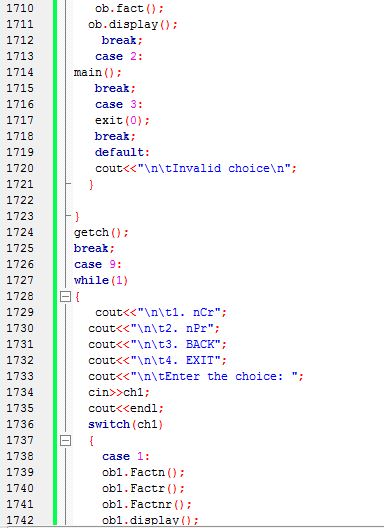 1710 ob.fact();
1711 ob.display();
1712 break;
1713 case 2:
1714 main();
1715 break;
1716 case 3:
1717 exit(0);
1718 break;
1719 default:
1720 cout<<"\n\tInvalid choice\n";
1721 }
1722
1723 }
1724 getch();
1725 break;
1726 case 9:
1727 while(1)
1728 {
1729 cout<<"\n\t1. nCr";
1730 cout<<"\n\t2. nPr";
1731 cout<<"\n\t3. BACK";
1732 cout<<"\n\t4. EXIT";
1733 cout<<"\n\tEnter the choice: ";
1734 cin>>ch1;
1735 cout<<endl;
1736 switch(ch1)
1737 {
1738 case 1:
1739 ob1.Factn();
1740 ob1.Factr();
1741 ob1.Factnr();
1742 ob1.display();